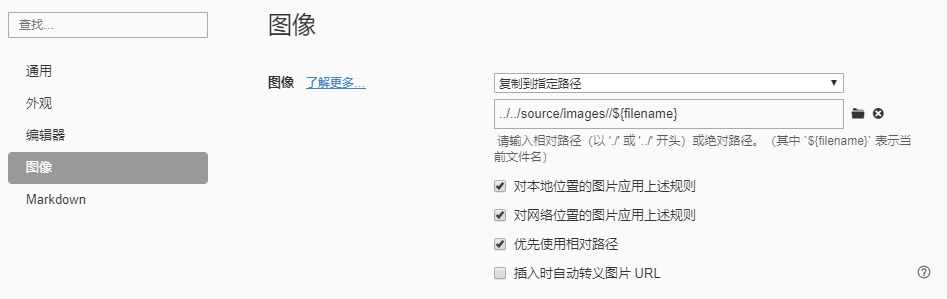 查找...
图像
通用
外观
编辑器
图像
Markdown
图像 了解更多...
复制到指定路径
../../source/images//${filename}
请输入相对路径（以 './' 或 '../' 开头）或绝对路径。（其中 `${filename}` 表示当
前文件名）
对本地位置的图片应用上述规则
对网络位置的图片应用上述规则
优先使用相对路径
插入时自动转义图片 URL